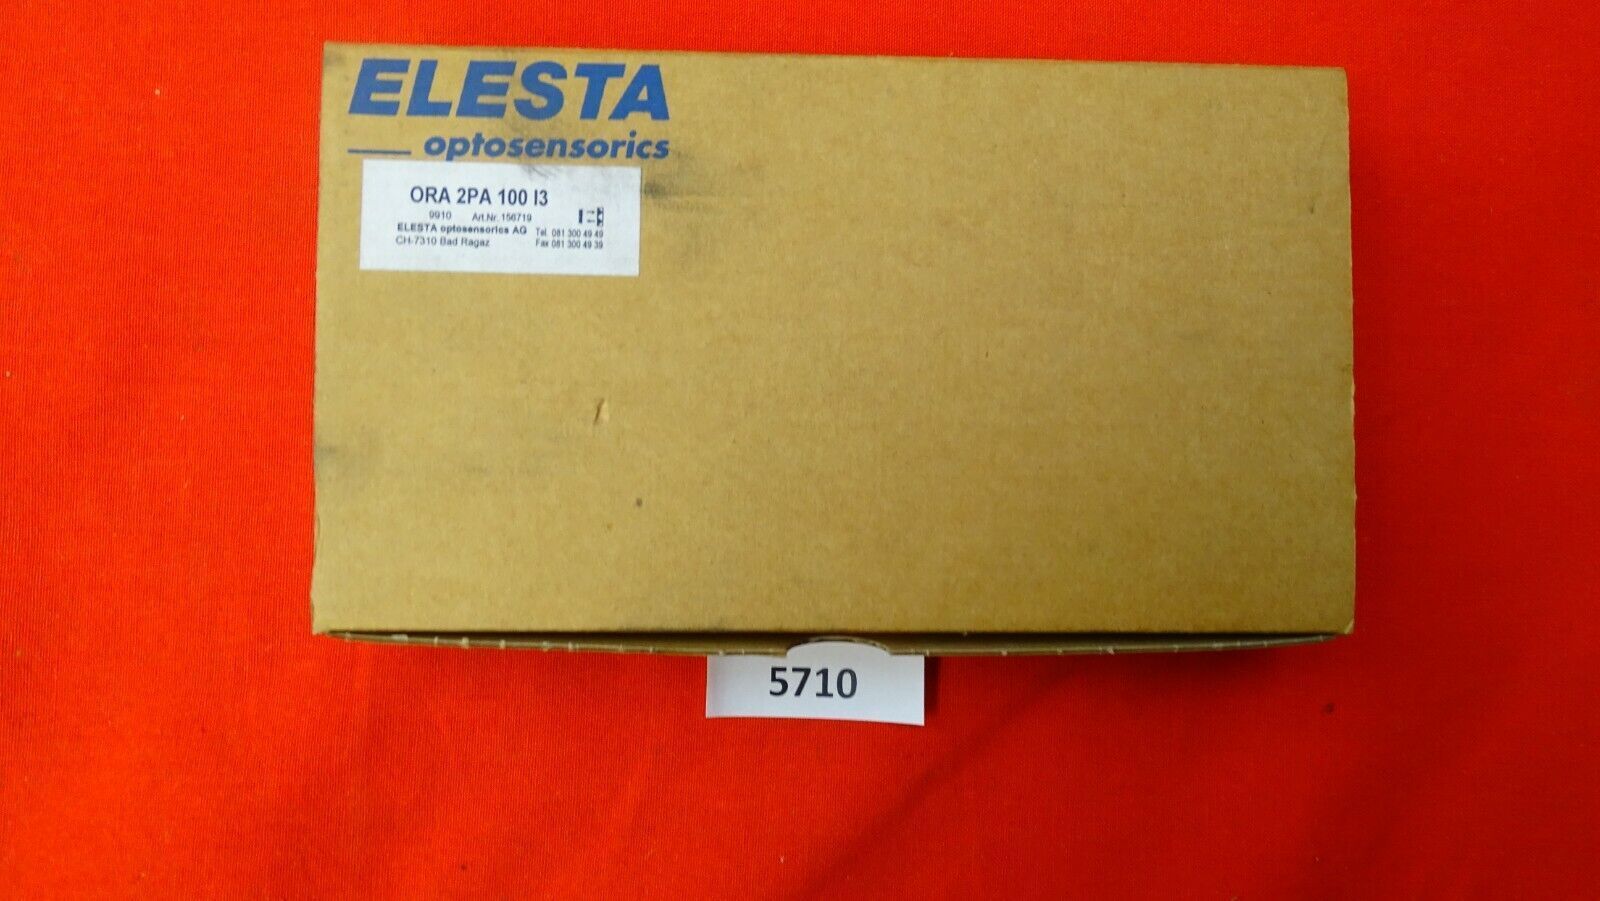 ELESTA
optosensorics
ORA 2PA 100 I3
9910 Art.Nr. 156719
ELESTA optosensorics AG Tel. 081 300 49 49
CH-7310 Bad Ragaz Fax 081 300 49 39
5710